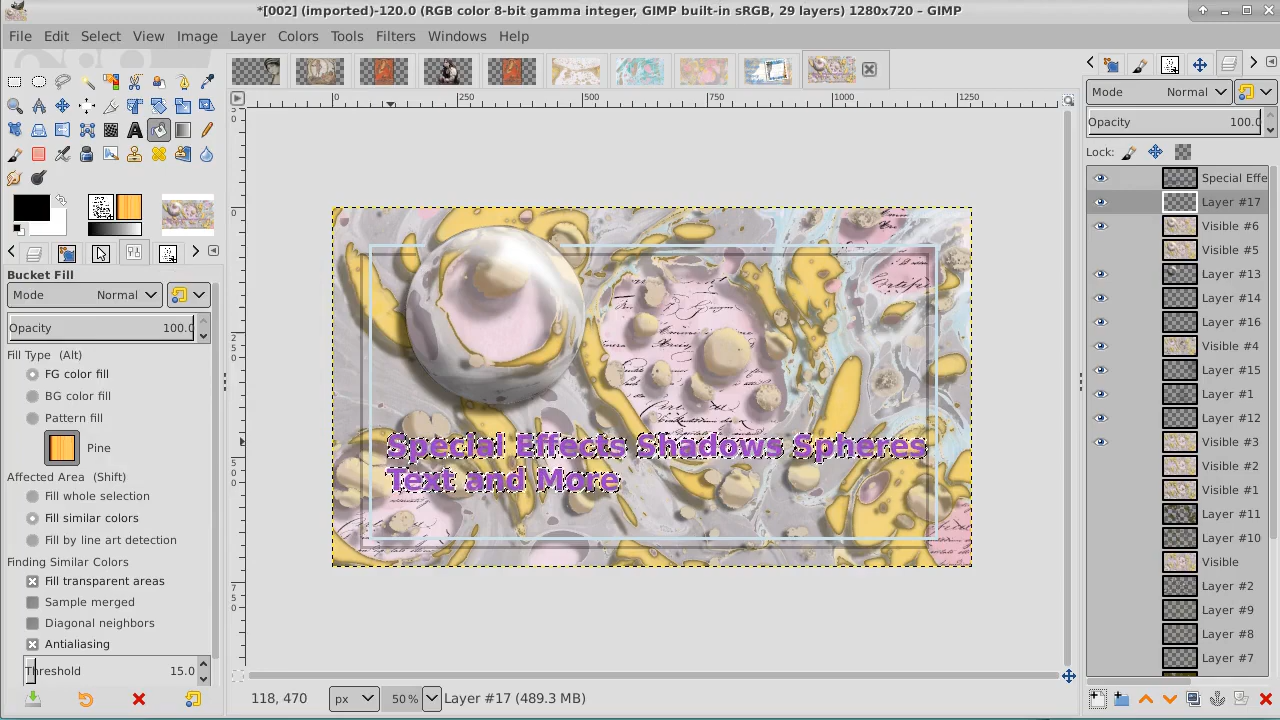 *[002] (imported)-120.0 (RGB color 8-bit gamma integer, GIMP built-in sRGB, 29 layers) 1280x720 – GIMP
File Edit Select View Image Layer Colors Tools Filters Windows Help
0 250 500 750 1000 1250
Bucket Fill
Mode Normal
Opacity 100.0
Fill Type (Alt)
FG color fill
BG color fill
Pattern fill
Pine
Affected Area (Shift)
Fill whole selection
Fill similar colors
Fill by line art detection
Finding Similar Colors
Fill transparent areas
Sample merged
Diagonal neighbors
Antialiasing
Threshold 15.0
Special Effects Shadows Spheres
Text and More
118, 470 px 50% Layer #17 (489.3 MB)
Mode Normal
Opacity 100.0
Lock:
Special Effe
Layer #17
Visible #6
Visible #5
Layer #13
Layer #14
Layer #16
Visible #4
Layer #15
Layer #1
Layer #12
Visible #3
Visible #2
Visible #1
Layer #11
Layer #10
Visible
Layer #2
Layer #9
Layer #8
Layer #7